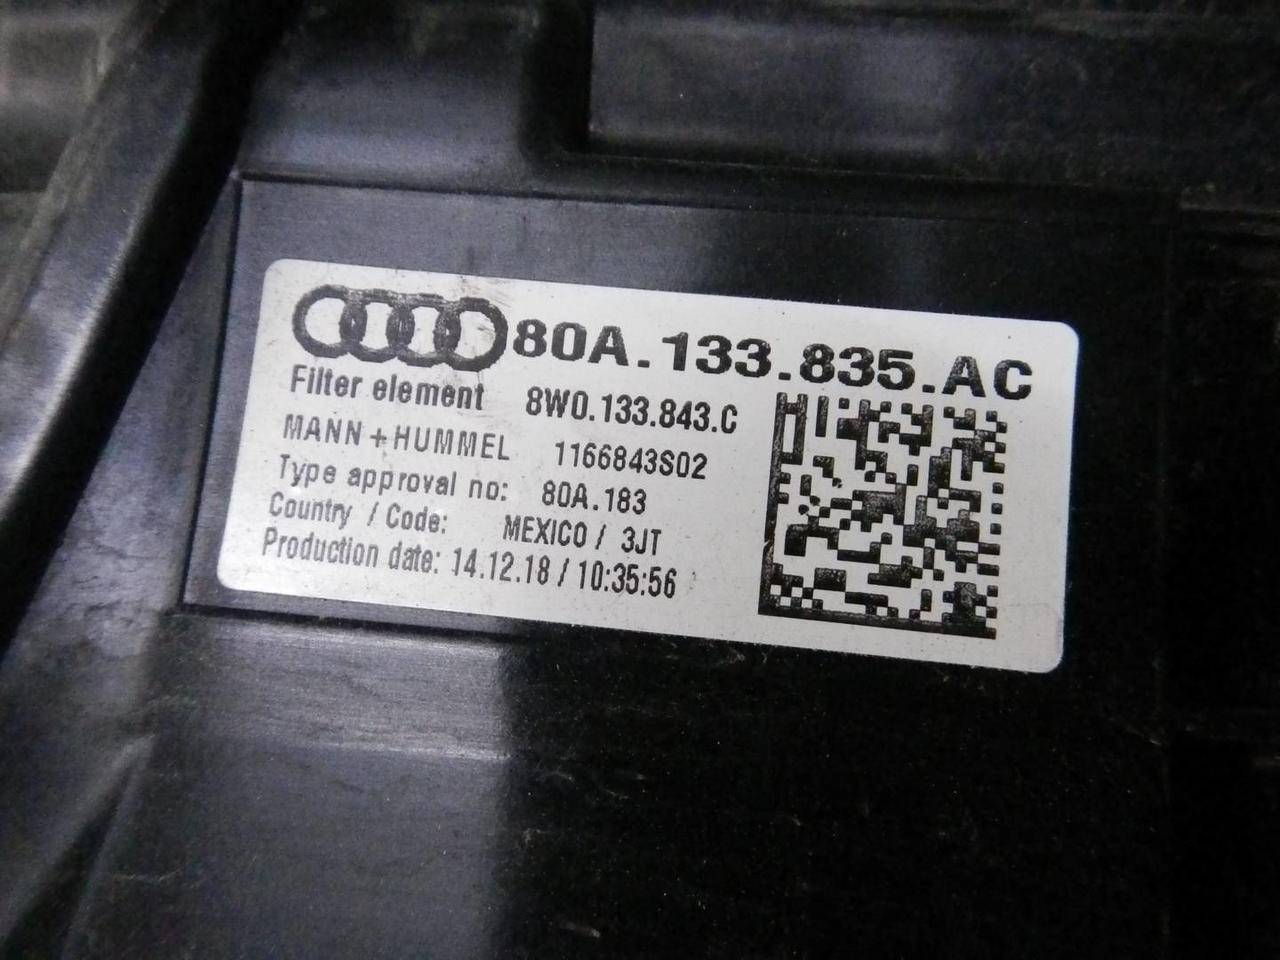 80A.133.835.AC
Filter element 8W0.133.843.C
MANN+HUMMEL 1166843S02
Type approval no: 80A.183
Country / Code: MEXICO / 3JT
Production date: 14.12.18 / 10:35:56